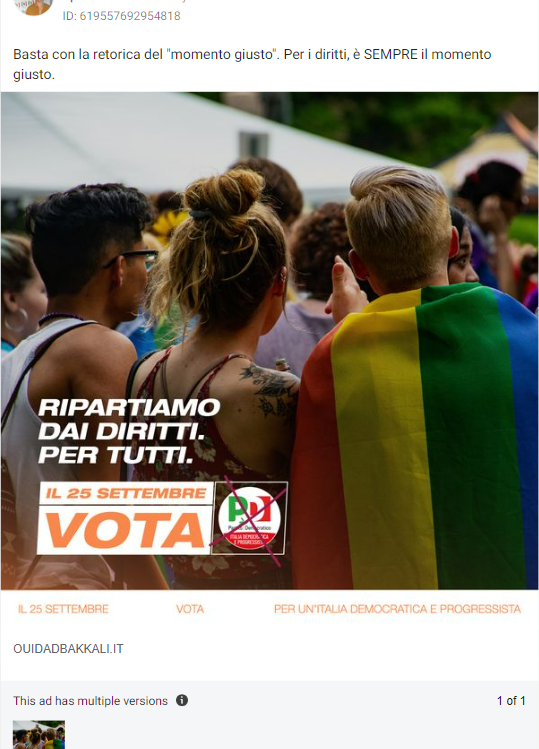 ID: 619557692954818
Basta con la retorica del "momento giusto". Per i diritti, è SEMPRE il momento
giusto.
RIPARTIAMO
DAI DIRITTI.
PER TUTTI.
IL 25 SETTEMBRE
VOTA
PD
Partito Democratico
ITALIA DEMOCRATICA
E PROGRESSISTA
IL 25 SETTEMBRE VOTA PER UN'ITALIA DEMOCRATICA E PROGRESSISTA
OUIDADBAKKALI.IT
This ad has multiple versions 1 of 1